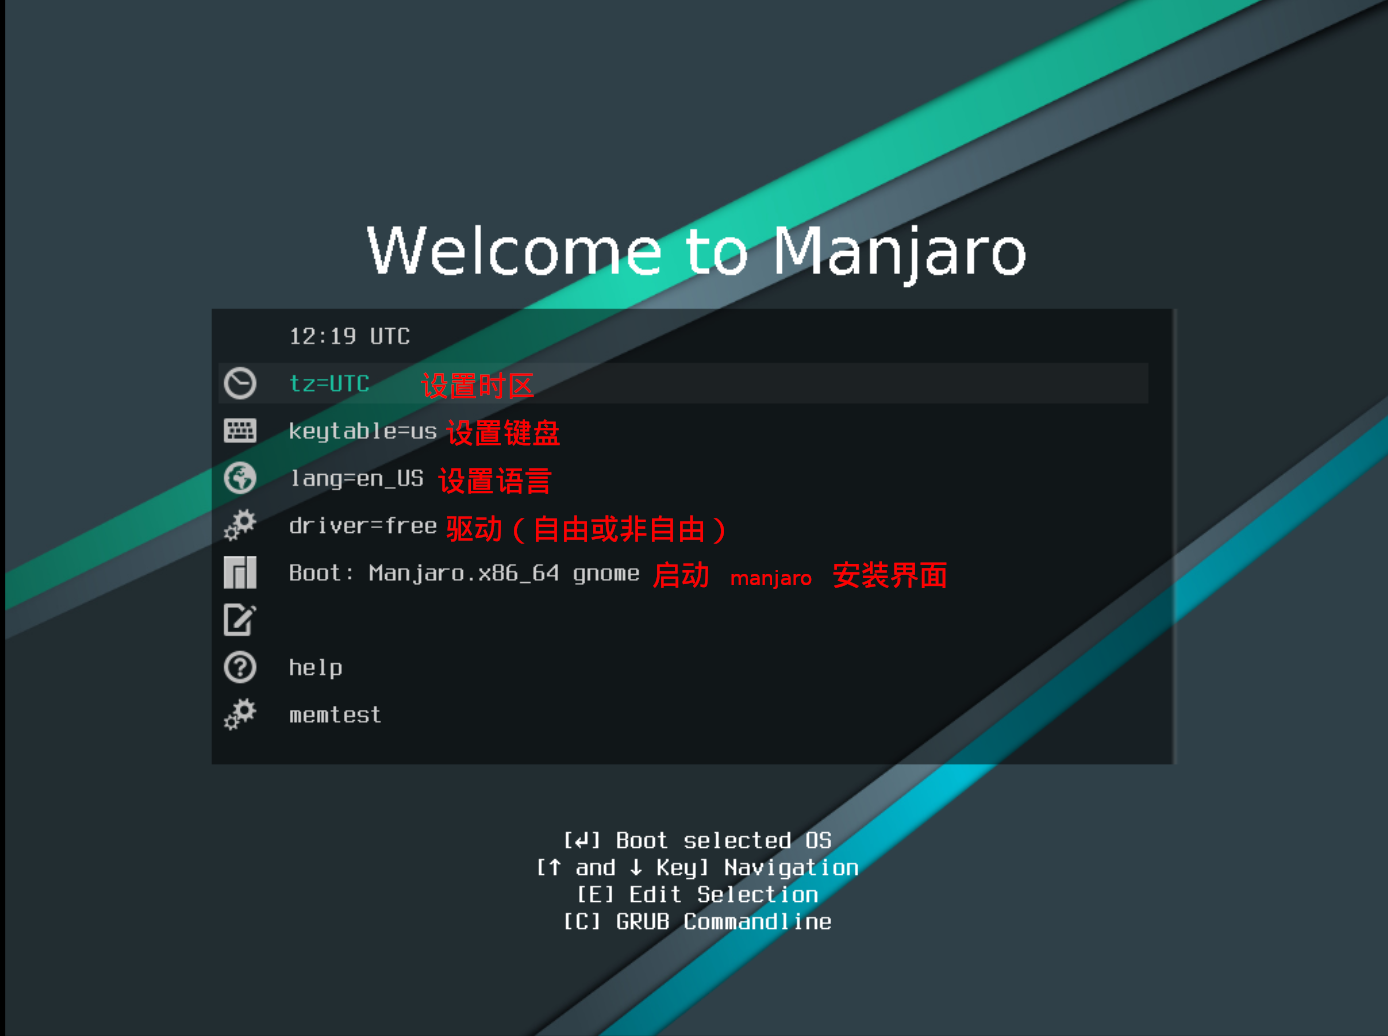 Welcome to Manjaro
12:19 UTC
tz=UTC 设置时区
keytable=us 设置键盘
lang=en_US 设置语言
driver=free 驱动（自由或非自由）
Boot: Manjaro.x86_64 gnome 启动 manjaro 安装界面
help
memtest
[↲] Boot selected OS
[↑ and ↓ Key] Navigation
[E] Edit Selection
[C] GRUB Commandline